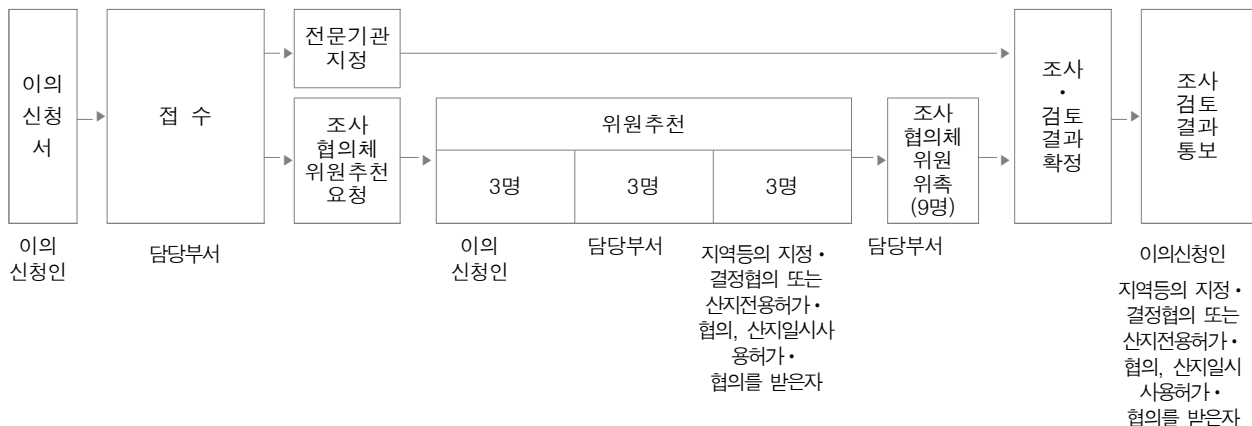 이의
신청
서
접 수
전문기관
지정
조사
협의체
위원추천
요청
위원추천
3명
3명
3명
조사
협의체
위원
위촉
(9명)
조사
•
검토
결과
확정
조사
검토
결과
통보
이의
신청인
담당부서
이의
신청인
담당부서
지역등의 지정•
결정협의 또는
산지전용허가•
협의, 산지일시사
용허가•
협의를 받은자
담당부서
이의신청인
지역등의 지정•
결정협의 또는
산지전용허가•
협의, 산지일시
사용허가•
협의를 받은자